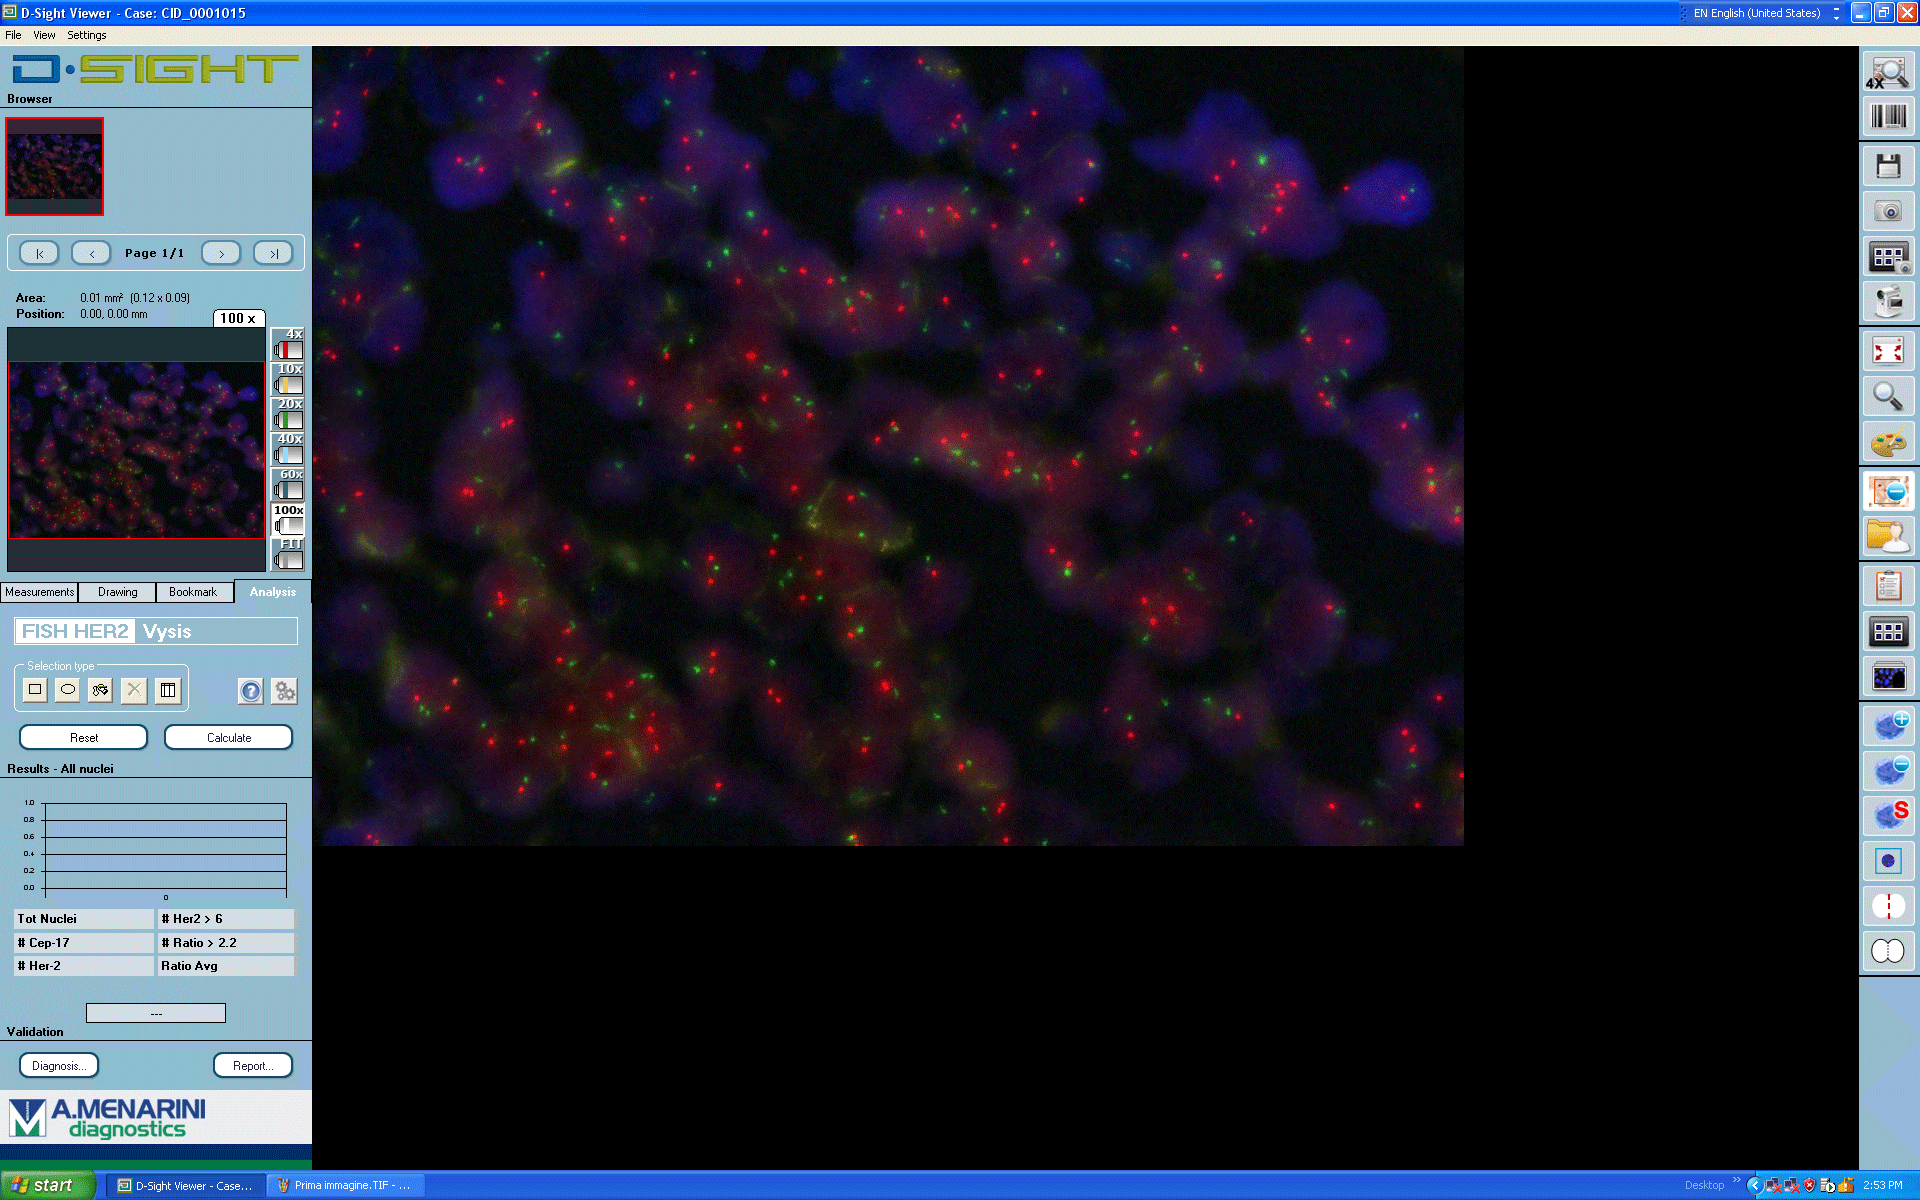 D-Sight Viewer - Case: CID_0001015
EN English (United States)
File View Settings
D·SIGHT
Browser
Page 1/1
Area: 0.01 mm² (0.12 x 0.09)
Position: 0.00, 0.00 mm
100 x
4x
10x
20x
40x
60x
100x
FIT
Measurements Drawing Bookmark Analysis
FISH HER2 Vysis
Selection type
Reset Calculate
Results - All nuclei
1.0
0.8
0.6
0.4
0.2
0.0
0
Tot Nuclei # Her2 > 6
# Cep-17 # Ratio > 2.2
# Her-2 Ratio Avg
---
Validation
Diagnosis... Report...
A.MENARINI
diagnostics
4X
S
start D-Sight Viewer - Case... Prima immagine.TIF - ... Desktop » 2:53 PM